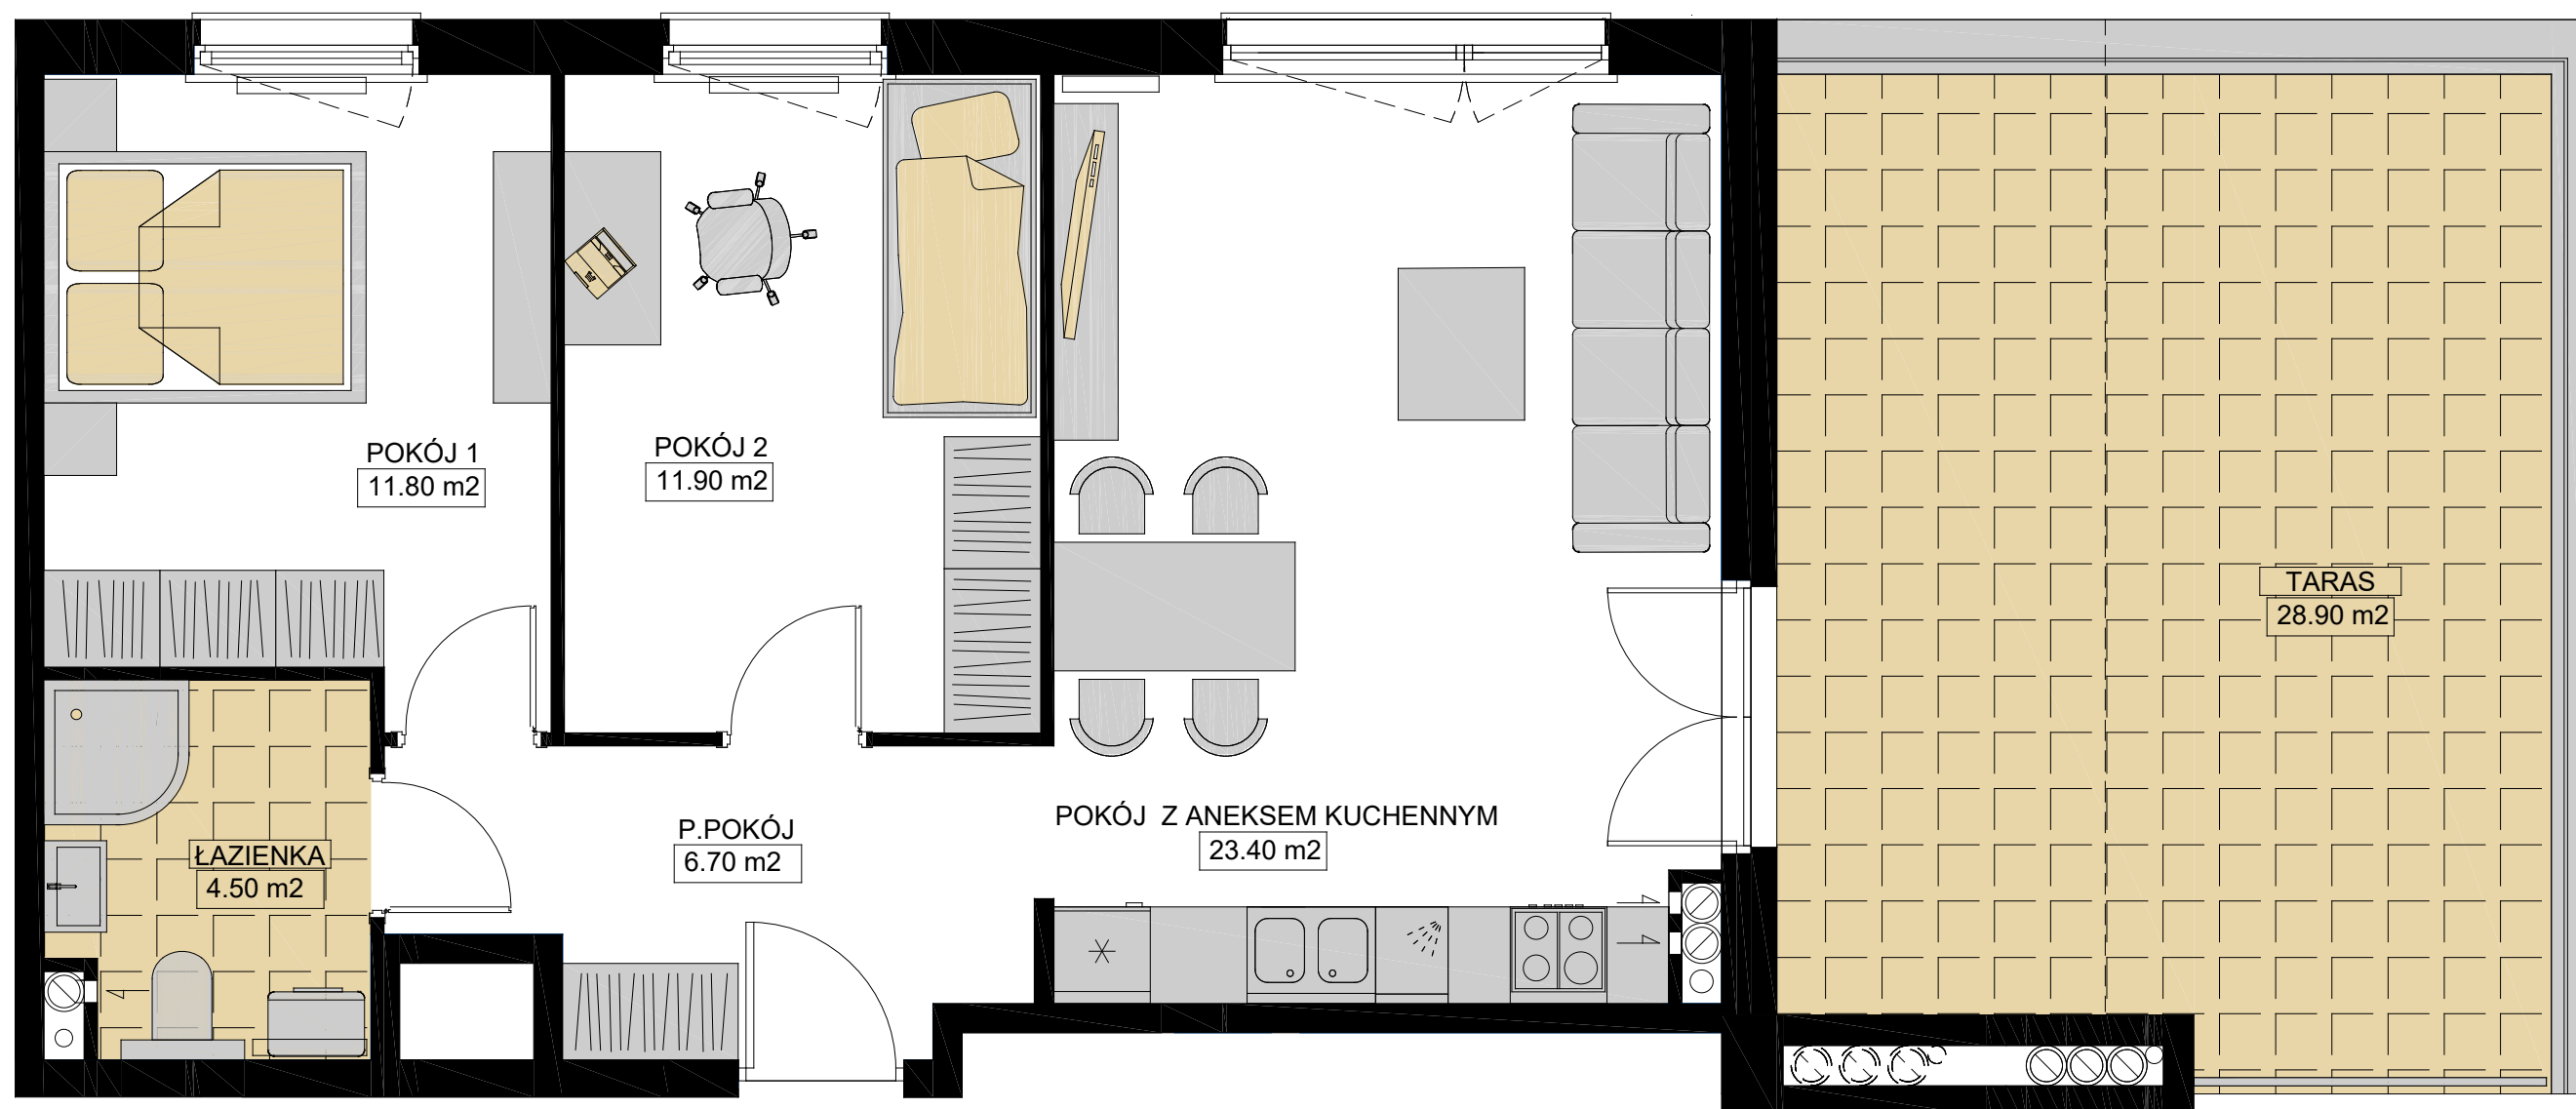 POKÓJ 1
11.80 m2
POKÓJ 2
11.90 m2
TARAS
28.90 m2
POKÓJ Z ANEKSEM KUCHENNYM
23.40 m2
P.POKÓJ
6.70 m2
ŁAZIENKA
4.50 m2